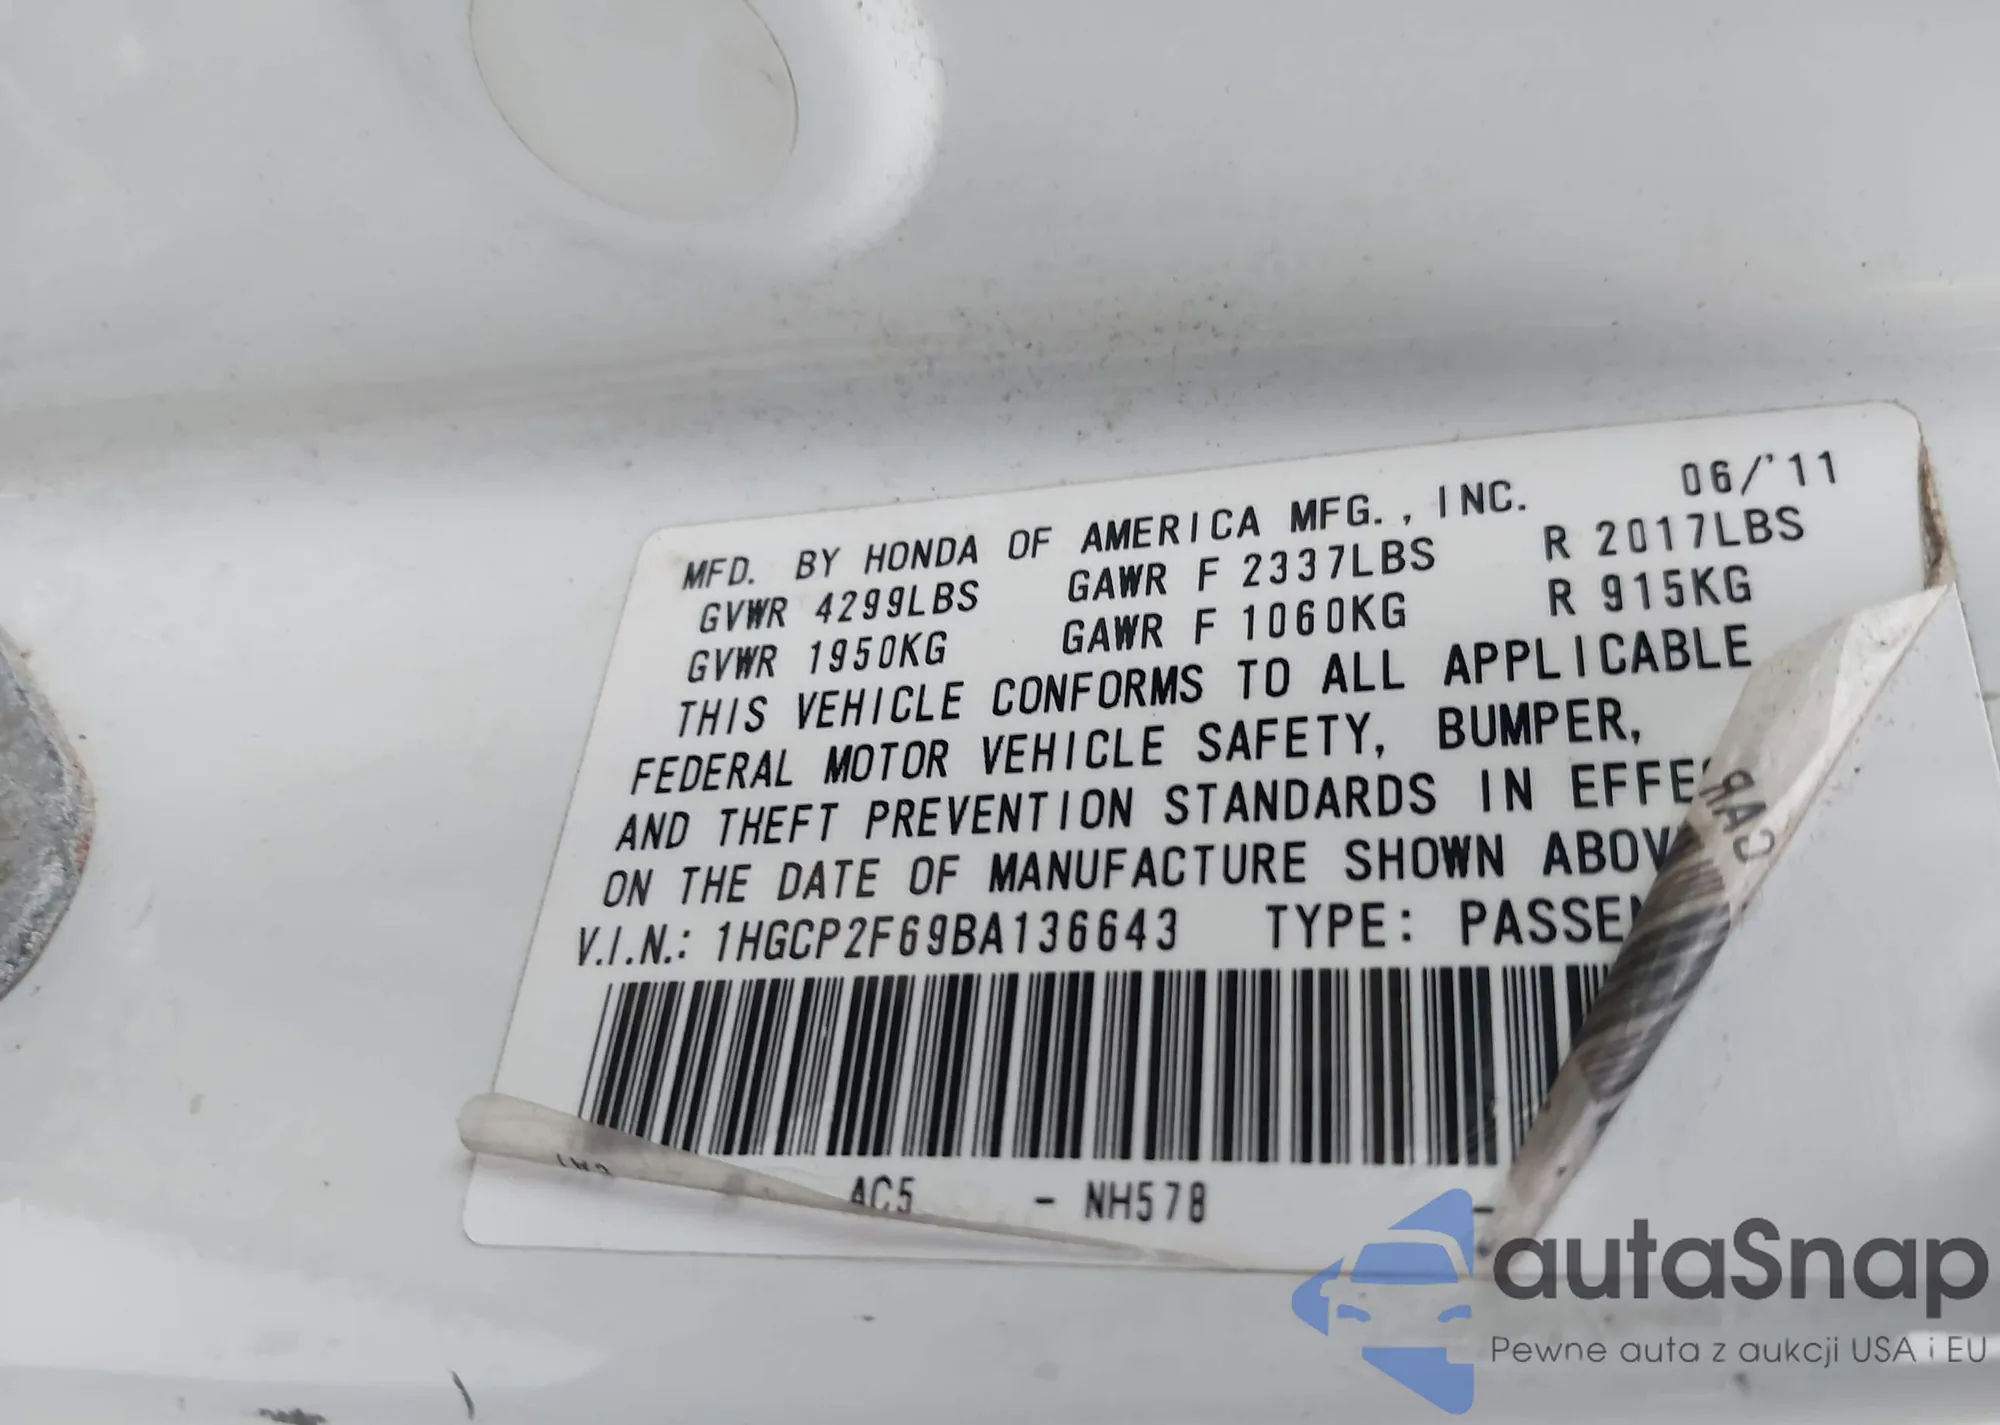 MFD. BY HONDA OF AMERICA MFG., INC. 06/'11
GVWR 4299LBS GAWR F 2337LBS R 2017LBS
GVWR 1950KG GAWR F 1060KG R 915KG
THIS VEHICLE CONFORMS TO ALL APPLICABLE
FEDERAL MOTOR VEHICLE SAFETY, BUMPER,
AND THEFT PREVENTION STANDARDS IN EFFE
ON THE DATE OF MANUFACTURE SHOWN ABOV
V.I.N.: 1HGCP2F69BA136643 TYPE: PASSEN
CAR
AC5 - NH578 -
autaSnap
Pewne auta z aukcji USA i EU